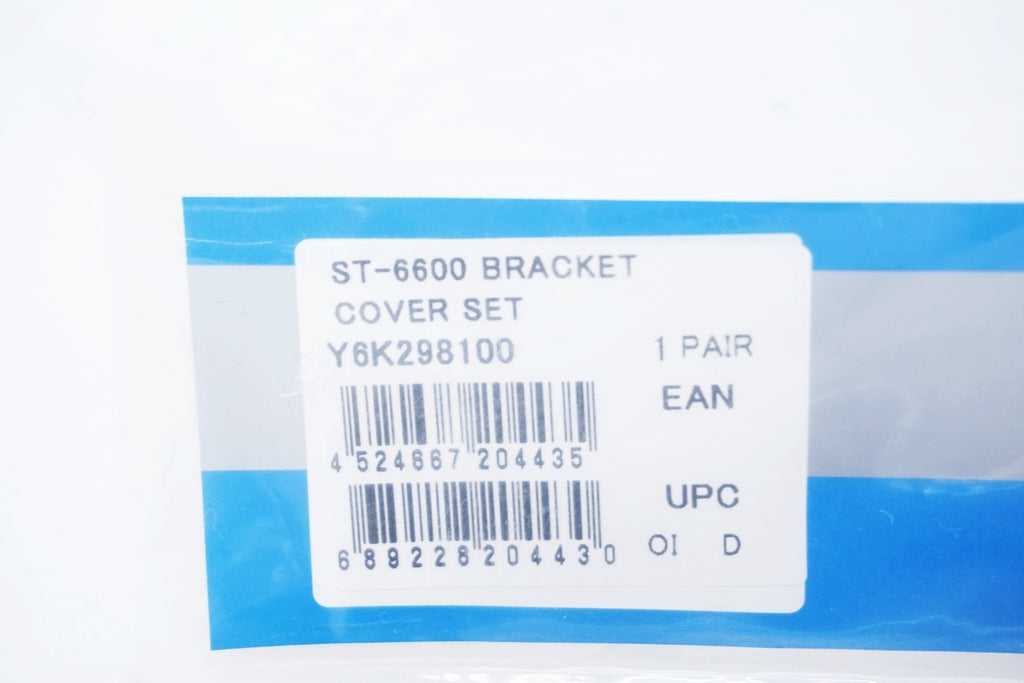 ST-6600 BRACKET
COVER SET
Y6K298100 1 PAIR
EAN
4 524667 204435
UPC
6 89228 20443 0
OI D